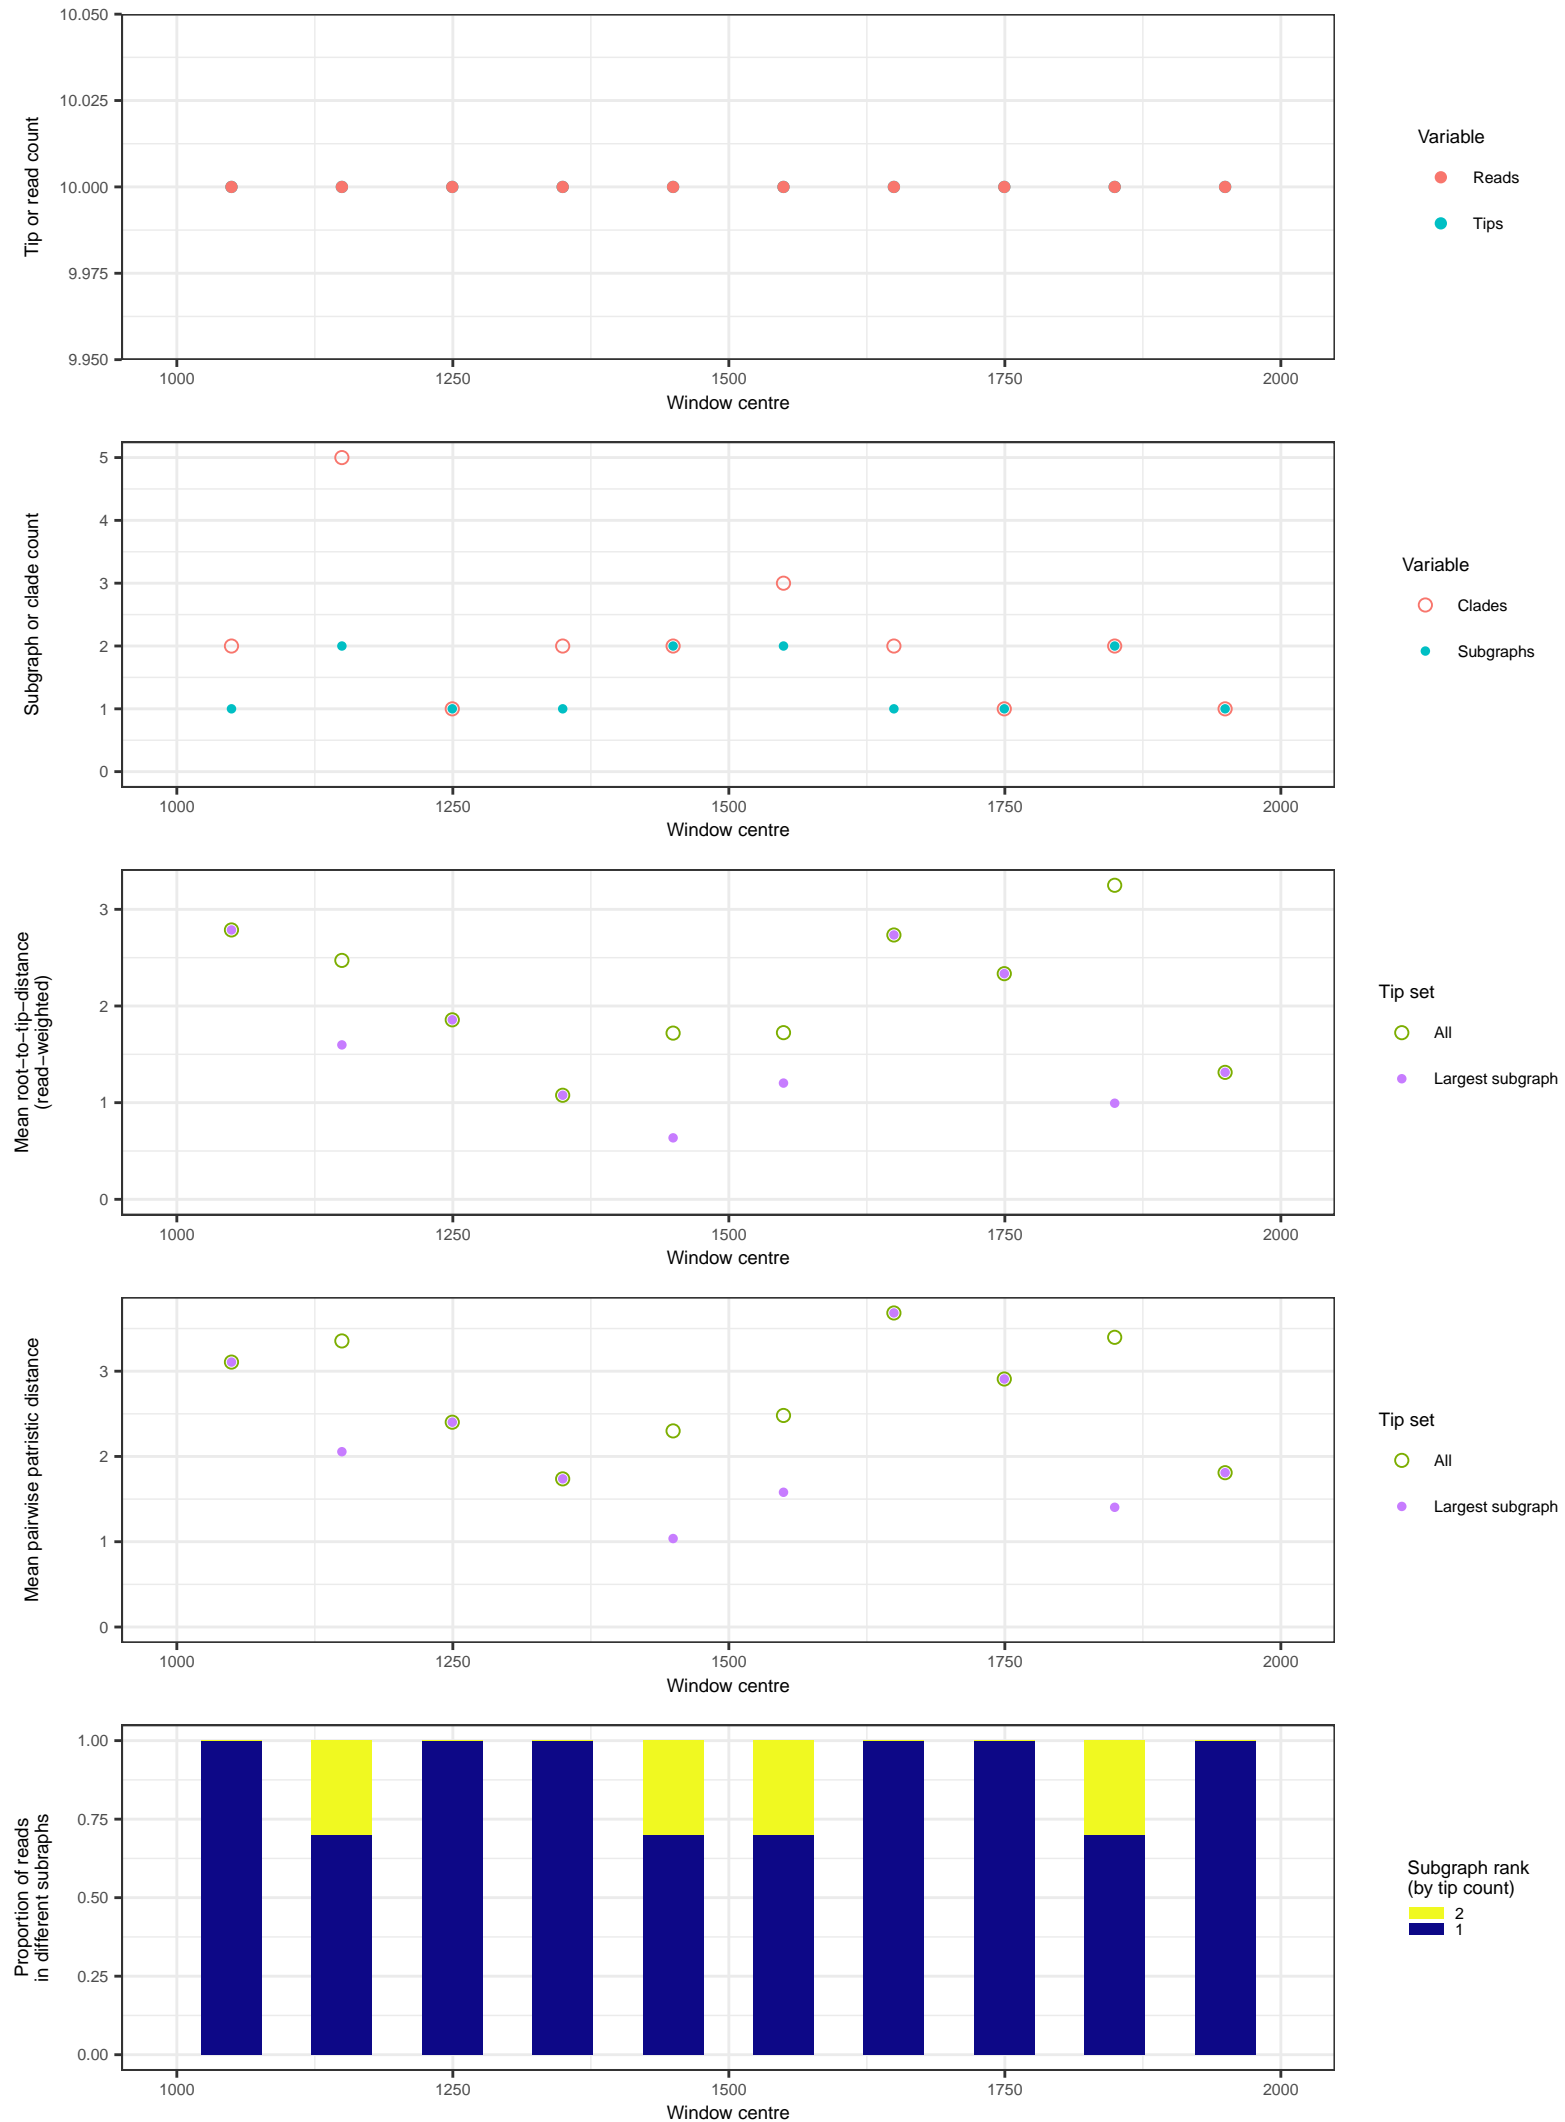 10.050
10.025
10.000
9.975
9.950
Tip or read count
1000 1250 1500 1750 2000
Window centre
Variable
Reads
Tips
5
4
3
2
1
0
Subgraph or clade count
1000 1250 1500 1750 2000
Window centre
Variable
Clades
Subgraphs
3
2
1
0
Mean root−to−tip−distance
(read−weighted)
1000 1250 1500 1750 2000
Window centre
Tip set
All
Largest subgraph
3
2
1
0
Mean pairwise patristic distance
1000 1250 1500 1750 2000
Window centre
Tip set
All
Largest subgraph
1.00
0.75
0.50
0.25
0.00
Proportion of reads
in different subraphs
1000 1250 1500 1750 2000
Window centre
Subgraph rank
(by tip count)
2
1